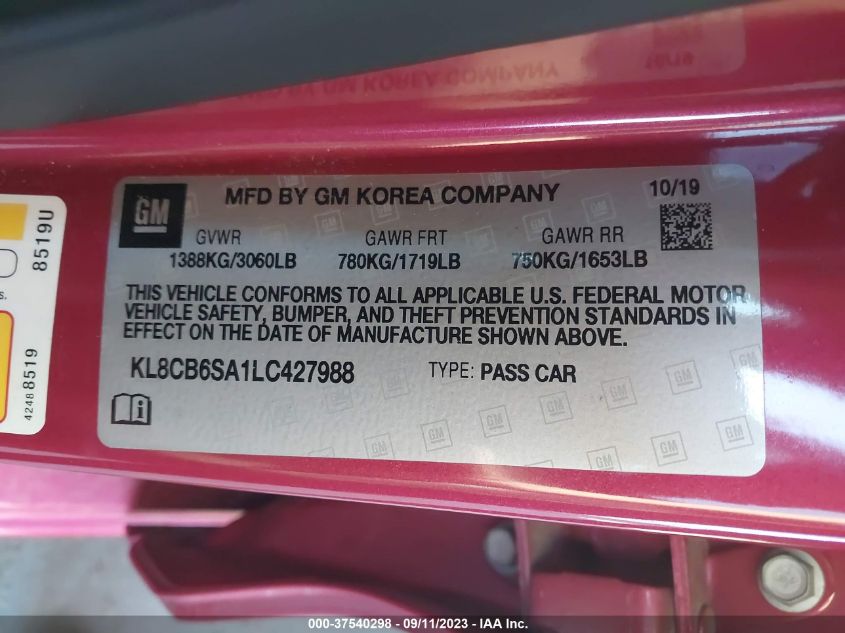 GM
MFD BY GM KOREA COMPANY
10/19
GVWR
GAWR FRT
GAWR RR
1388KG/3060LB
780KG/1719LB
750KG/1653LB
THIS VEHICLE CONFORMS TO ALL APPLICABLE U.S. FEDERAL MOTOR
VEHICLE SAFETY, BUMPER, AND THEFT PREVENTION STANDARDS IN
EFFECT ON THE DATE OF MANUFACTURE SHOWN ABOVE.
KL8CB6SA1LC427988
TYPE: PASS CAR
8519U
s.
42488519
000-37540298 - 09/11/2023 - IAA Inc.